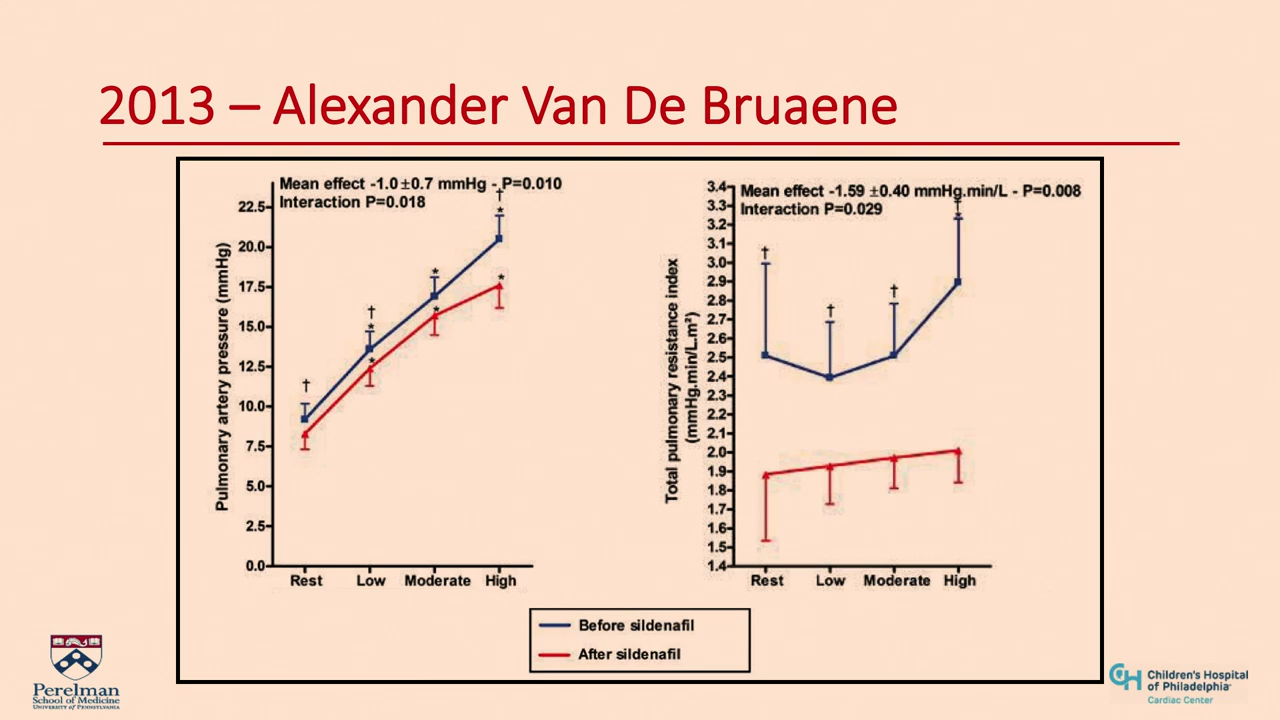 2013 – Alexander Van De Bruaene
Mean effect -1.0 ±0.7 mmHg - P=0.010
Interaction P=0.018
Pulmonary artery pressure (mmHg)
22.5
20.0
17.5
15.0
12.5
10.0
7.5
5.0
2.5
0.0
† * † * * † *
* * *
Rest Low Moderate High
Mean effect -1.59 ±0.40 mmHg.min/L - P=0.008
Interaction P=0.029
Total pulmonary resistance index
(mmHg.min/L.m²)
3.4
3.3
3.2
3.1
3.0
2.9
2.8
2.7
2.6
2.5
2.4
2.3
2.2
2.1
2.0
1.9
1.8
1.7
1.6
1.5
1.4
† † † † *
Rest Low Moderate High
Before sildenafil
After sildenafil
Perelman
School of Medicine
University of Pennsylvania
CH
Children's Hospital
of Philadelphia
Cardiac Center